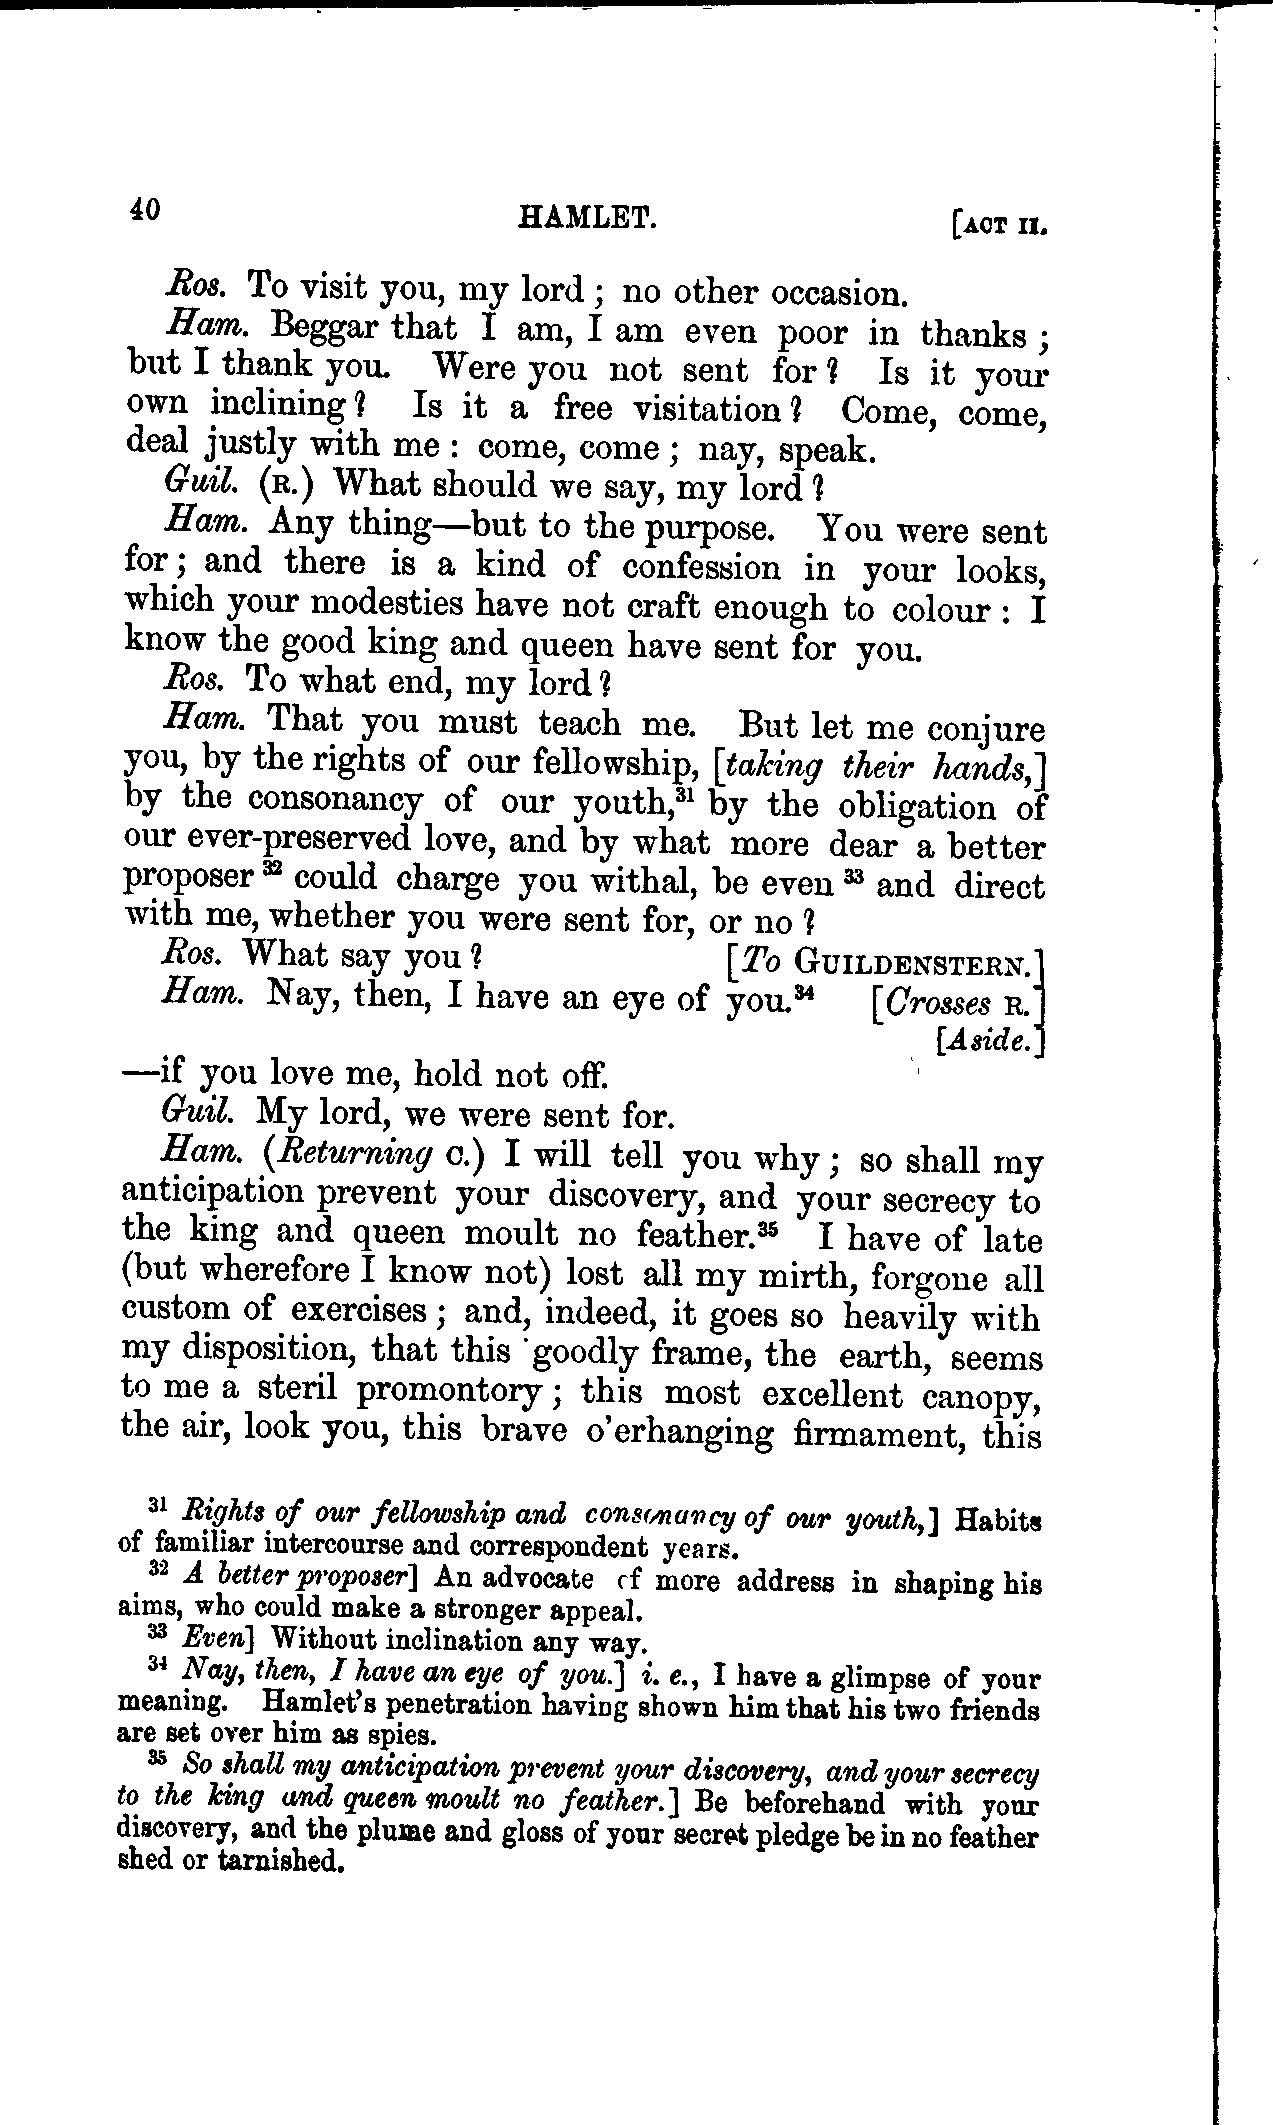 40 HAMLET. [ACT II.
Ros. To visit you, my lord ; no other occasion.
Ham. Beggar that I am, I am even poor in thanks ;
but I thank you. Were you not sent for ? Is it your
own inclining ? Is it a free visitation ? Come, come,
deal justly with me : come, come ; nay, speak.
Guil. (R.) What should we say, my lord ?
Ham. Any thing—but to the purpose. You were sent
for ; and there is a kind of confession in your looks,
which your modesties have not craft enough to colour : I
know the good king and queen have sent for you.
Ros. To what end, my lord ?
Ham. That you must teach me. But let me conjure
you, by the rights of our fellowship, [taking their hands,]
by the consonancy of our youth,³¹ by the obligation of
our ever-preserved love, and by what more dear a better
proposer ³² could charge you withal, be even ³³ and direct
with me, whether you were sent for, or no ?
Ros. What say you ? [To GUILDENSTERN.]
Ham. Nay, then, I have an eye of you.³⁴ [Crosses R.]
[Aside.]
—if you love me, hold not off.
Guil. My lord, we were sent for.
Ham. (Returning C.) I will tell you why ; so shall my
anticipation prevent your discovery, and your secrecy to
the king and queen moult no feather.³⁵ I have of late
(but wherefore I know not) lost all my mirth, forgone all
custom of exercises ; and, indeed, it goes so heavily with
my disposition, that this goodly frame, the earth, seems
to me a steril promontory ; this most excellent canopy,
the air, look you, this brave o'erhanging firmament, this
³¹ Rights of our fellowship and consonancy of our youth,] Habits
of familiar intercourse and correspondent years.
³² A better proposer] An advocate of more address in shaping his
aims, who could make a stronger appeal.
³³ Even] Without inclination any way.
³⁴ Nay, then, I have an eye of you.] i. e., I have a glimpse of your
meaning. Hamlet's penetration having shown him that his two friends
are set over him as spies.
³⁵ So shall my anticipation prevent your discovery, and your secrecy
to the king and queen moult no feather.] Be beforehand with your
discovery, and the plume and gloss of your secret pledge be in no feather
shed or tarnished.